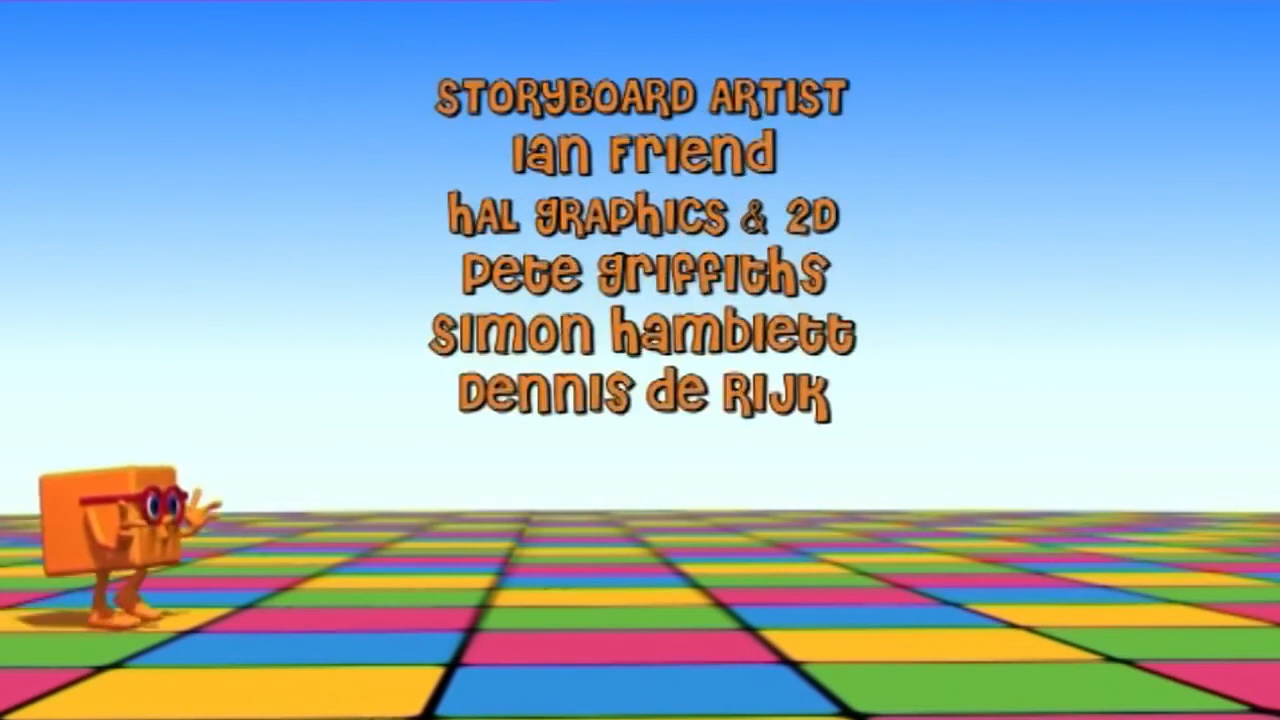 STORYBOARD ARTIST
Ian Friend
HAL GRAPHICS & 2D
Pete Griffiths
Simon Hamblett
Dennis de Rijk